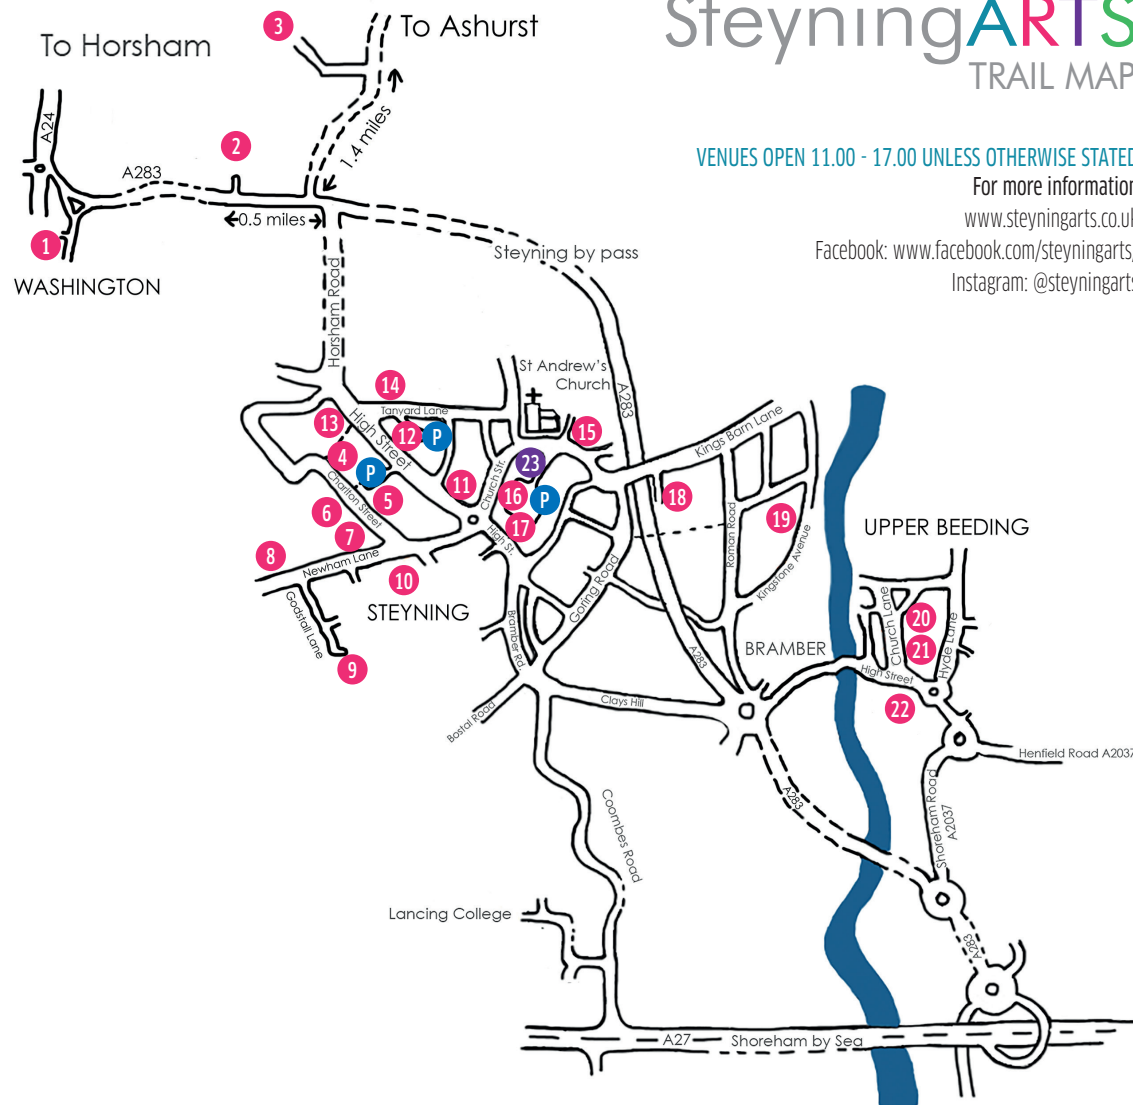 SteyningARTS
TRAIL MAP
VENUES OPEN 11.00 - 17.00 UNLESS OTHERWISE STATED
For more information
www.steyningarts.co.uk
Facebook: www.facebook.com/steyningarts/
Instagram: @steyningarts
To Horsham
3
To Ashurst
A24
2
1.4 miles
A283
0.5 miles
1
WASHINGTON
Steyning by pass
Horsham Road
St Andrew's
Church
A283
14
Tanyard Lane
13
High Street
12
P
15
Kings Barn Lane
4
P
23
Charlton Street
5
11
Church Str.
16
P
18
6
17
19
Roman Road
7
High St.
8
Newham Lane
10
Kingstone Avenue
UPPER BEEDING
Godstall Lane
STEYNING
Goring Road
9
Bramber Rd.
A283
BRAMBER
Church Lane
20
21
Hyde Lane
High Street
22
Bostal Road
Clays Hill
Henfield Road A2037
A283
Shoreham Road
A2037
Coombes Road
Lancing College
A283
A27
Shoreham by Sea